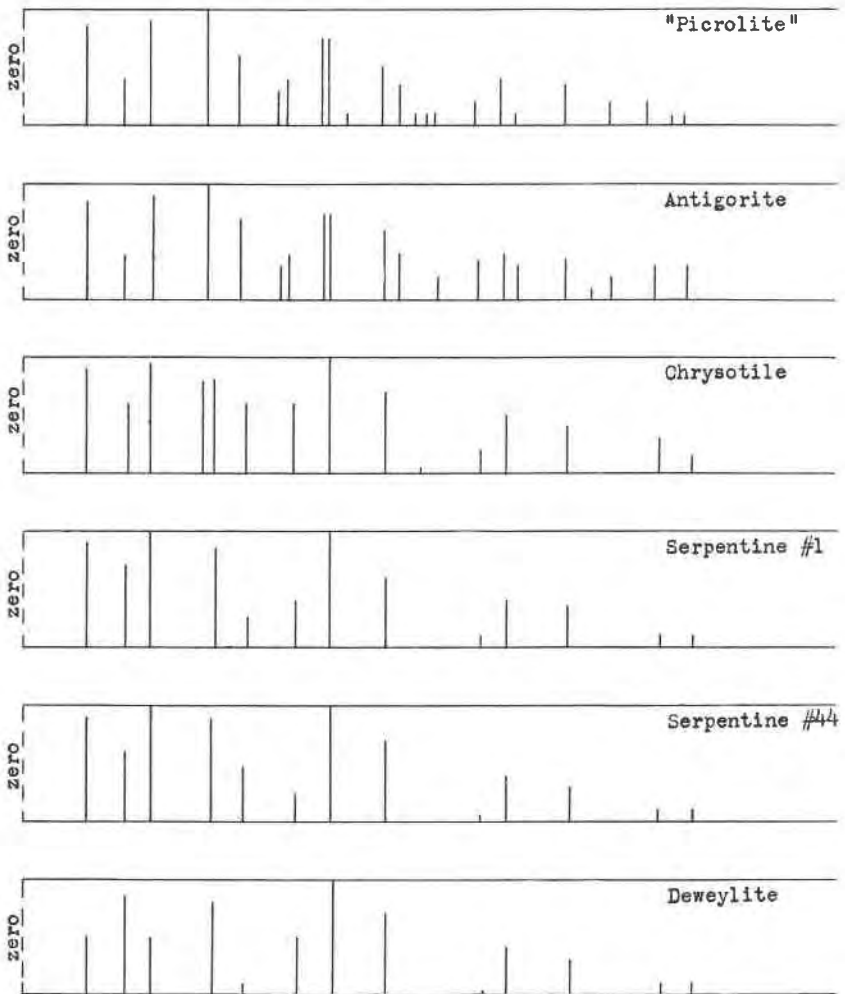 zero
"Picrolite"
zero
Antigorite
zero
Chrysotile
zero
Serpentine #1
zero
Serpentine #44
zero
Deweylite